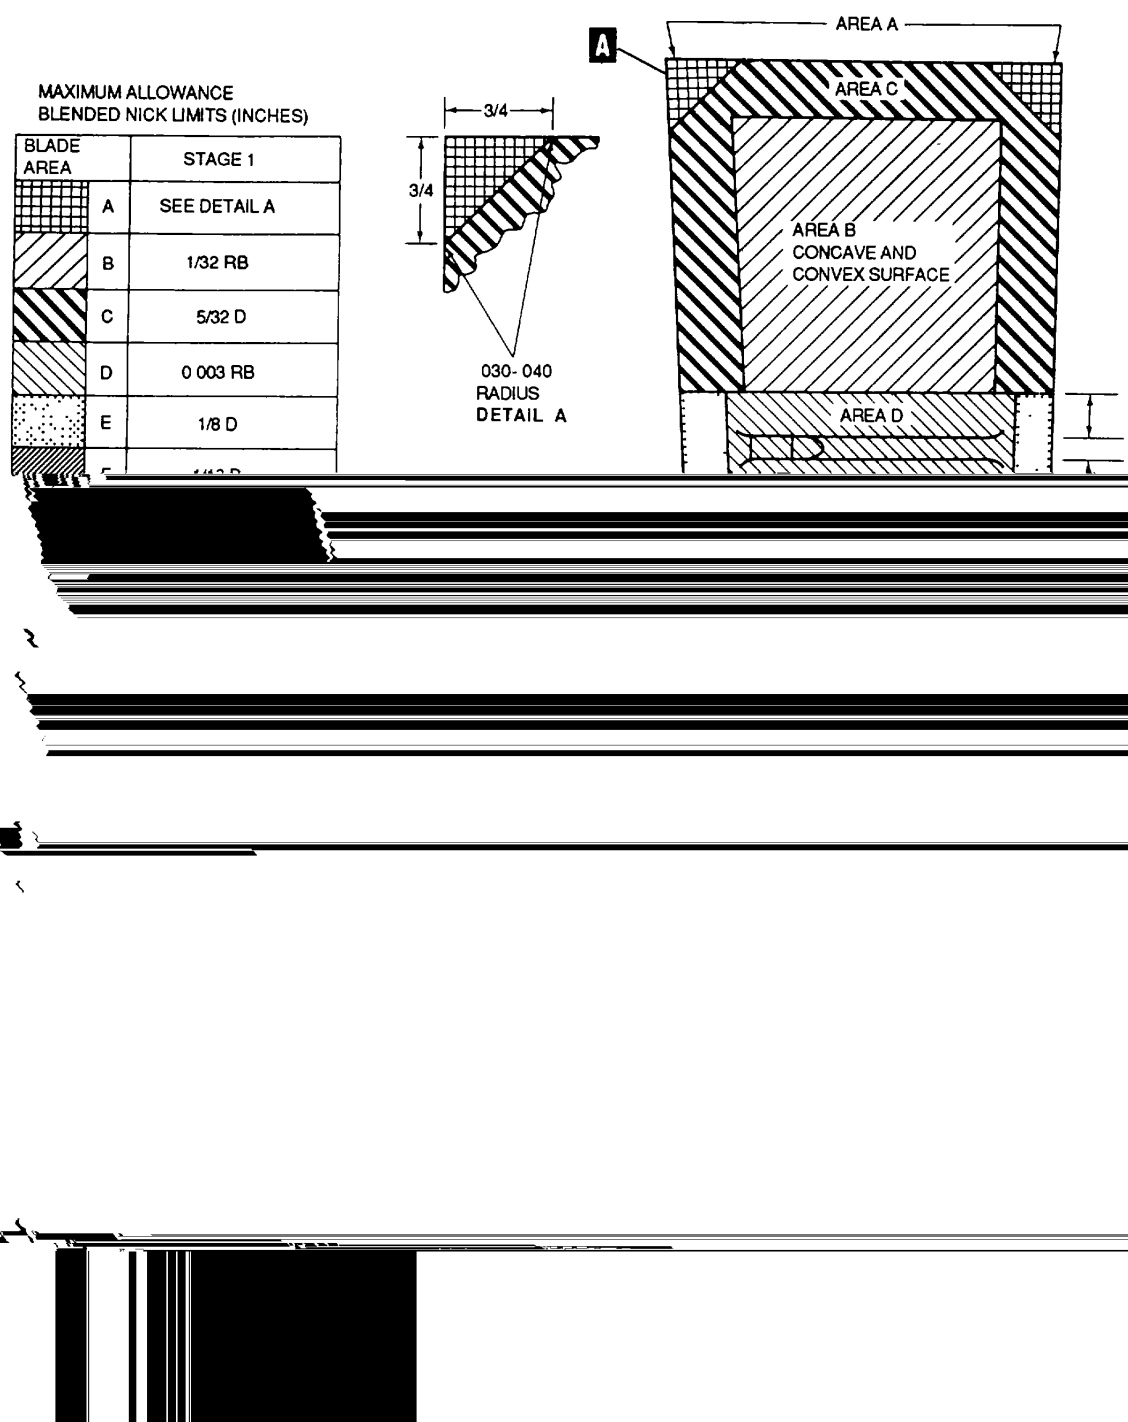 AREA A
A
MAXIMUM ALLOWANCE
BLENDED NICK LIMITS (INCHES)
BLADE
AREA
STAGE 1
A SEE DETAIL A
B 1/32 RB
C 5/32 D
D 0 003 RB
E 1/8 D
3/4
3/4
030-040
RADIUS
DETAIL A
AREA C
AREA B
CONCAVE AND
CONVEX SURFACE
AREA D